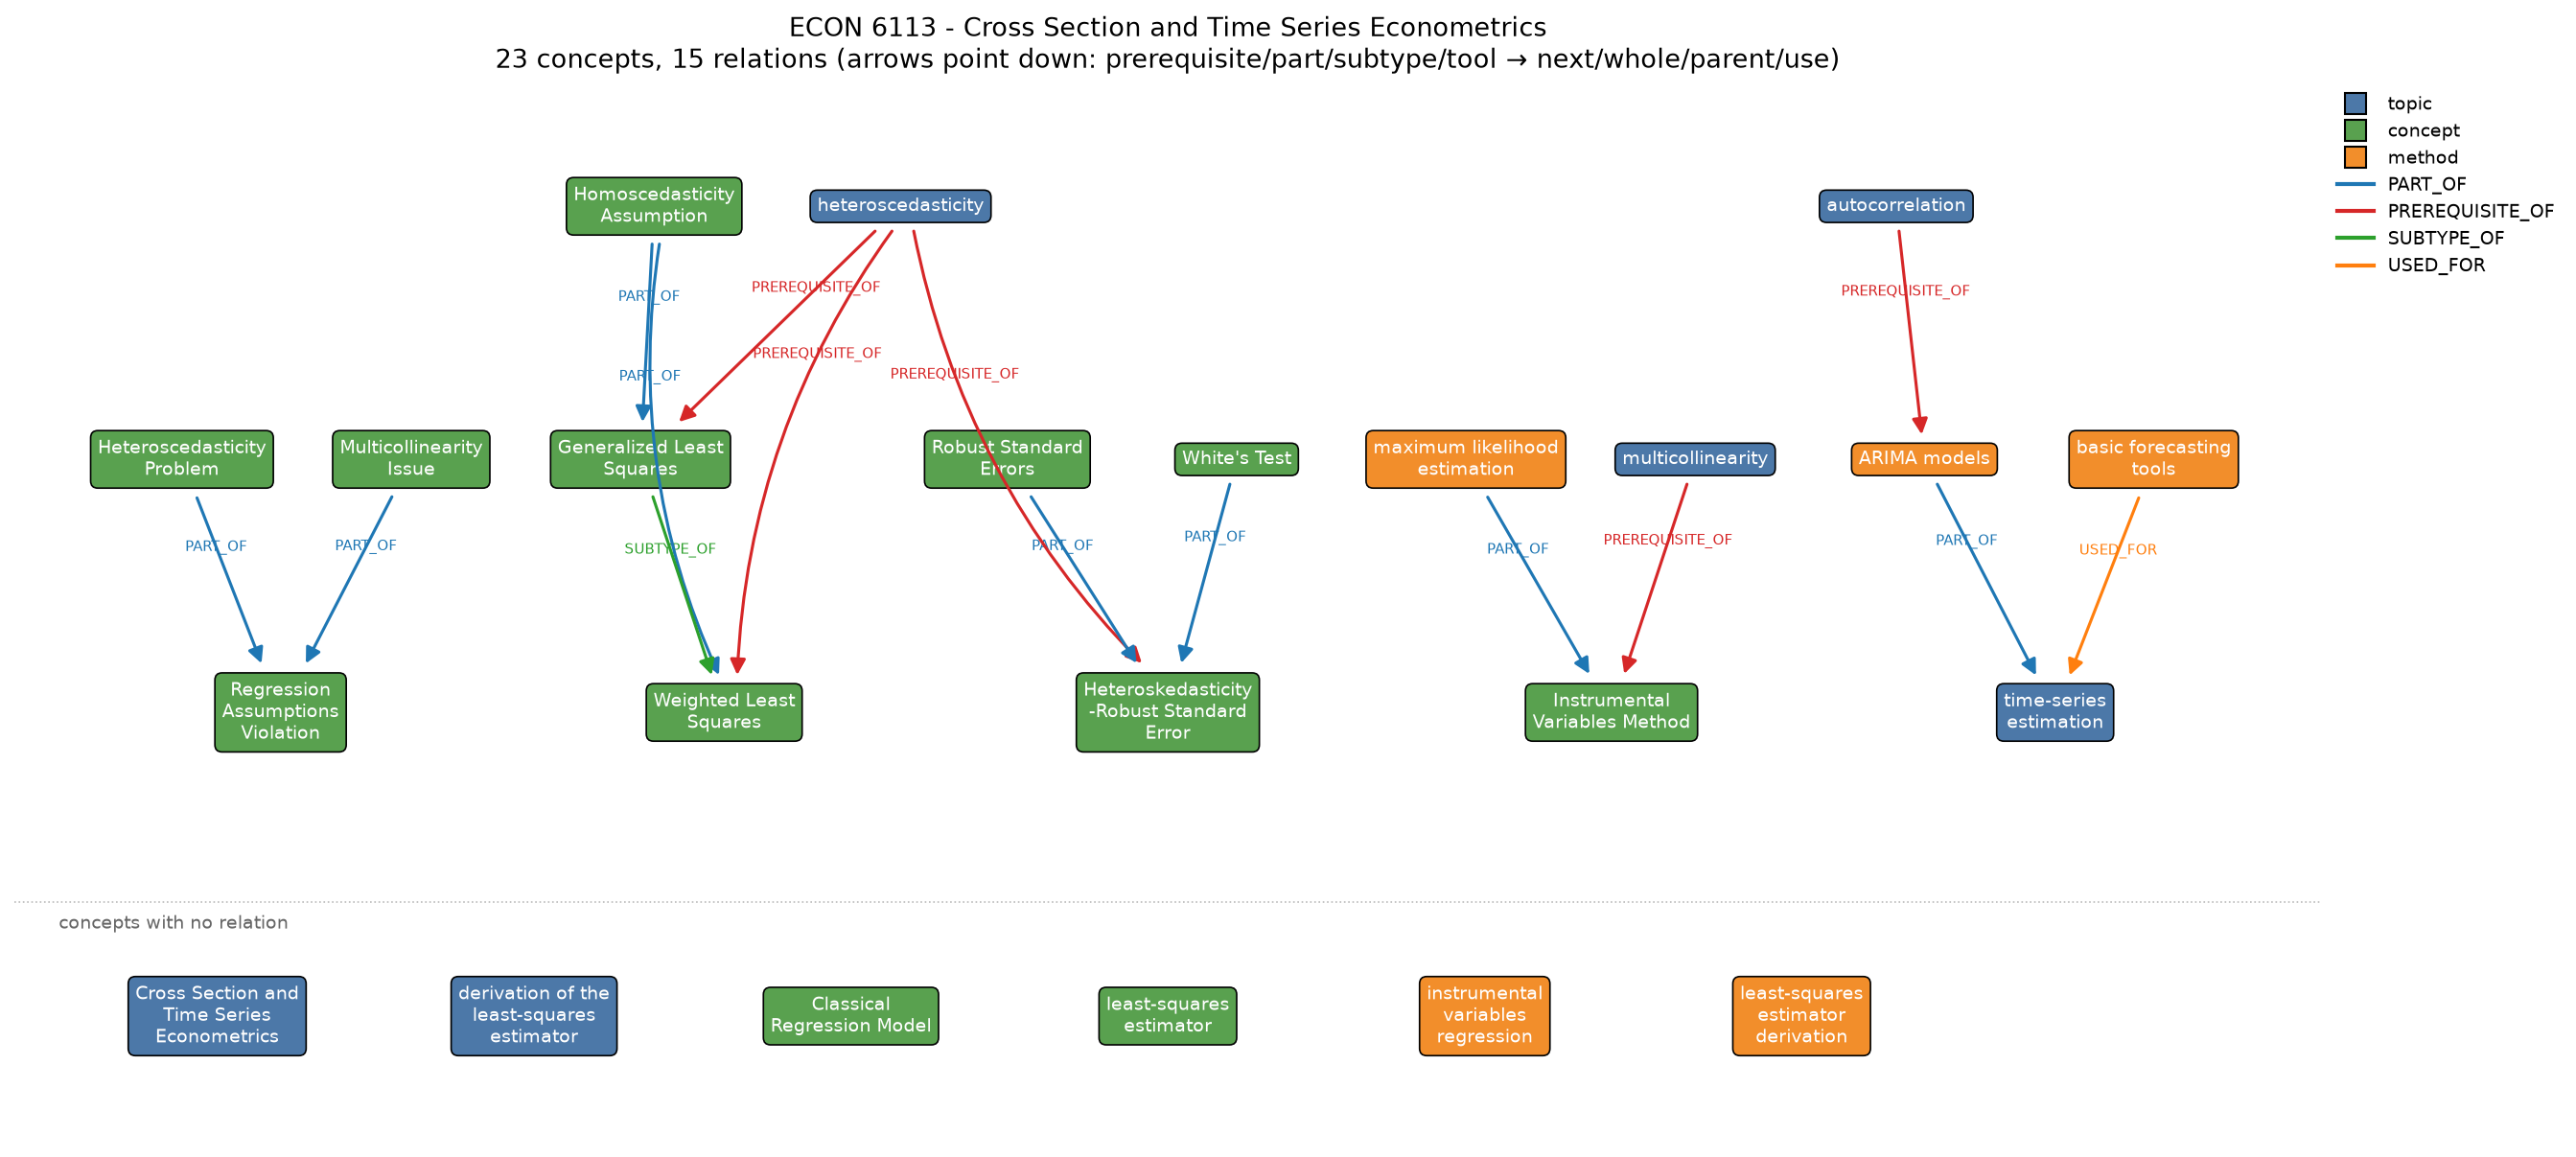 ECON 6113 - Cross Section and Time Series Econometrics
23 concepts, 15 relations (arrows point down: prerequisite/part/subtype/tool → next/whole/parent/use)
topic
concept
method
PART_OF
PREREQUISITE_OF
SUBTYPE_OF
USED_FOR
Homoscedasticity
Assumption
heteroscedasticity
autocorrelation
PART_OF
PREREQUISITE_OF
PREREQUISITE_OF
PREREQUISITE_OF
PART_OF
PREREQUISITE_OF
Heteroscedasticity
Problem
Multicollinearity
Issue
Generalized Least
Squares
Robust Standard
Errors
White's Test
maximum likelihood
estimation
multicollinearity
ARIMA models
basic forecasting
tools
PART_OF
PART_OF
SUBTYPE_OF
PART_OF
PART_OF
PART_OF
PREREQUISITE_OF
PART_OF
USED_FOR
Regression
Assumptions
Violation
Weighted Least
Squares
Heteroskedasticity
-Robust Standard
Error
Instrumental
Variables Method
time-series
estimation
concepts with no relation
Cross Section and
Time Series
Econometrics
derivation of the
least-squares
estimator
Classical
Regression Model
least-squares
estimator
instrumental
variables
regression
least-squares
estimator
derivation